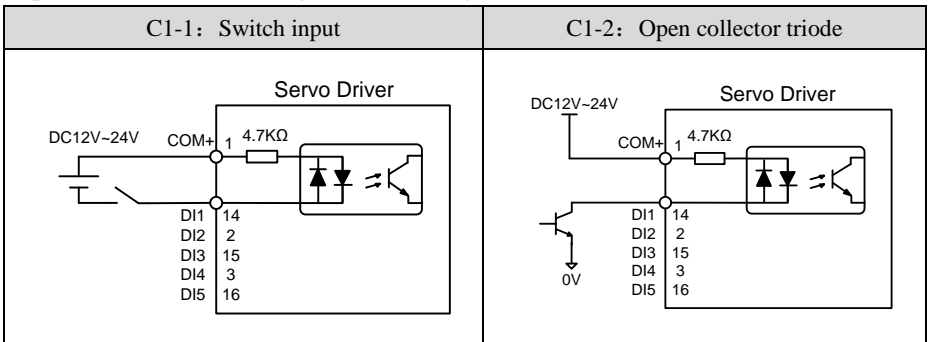 C1-1：Switch input
C1-2：Open collector triode
Servo Driver
DC12V~24V
COM+
1
4.7KΩ
DI1 14
DI2 2
DI3 15
DI4 3
DI5 16
Servo Driver
DC12V~24V
COM+
1
4.7KΩ
DI1 14
DI2 2
DI3 15
DI4 3
DI5 16
0V